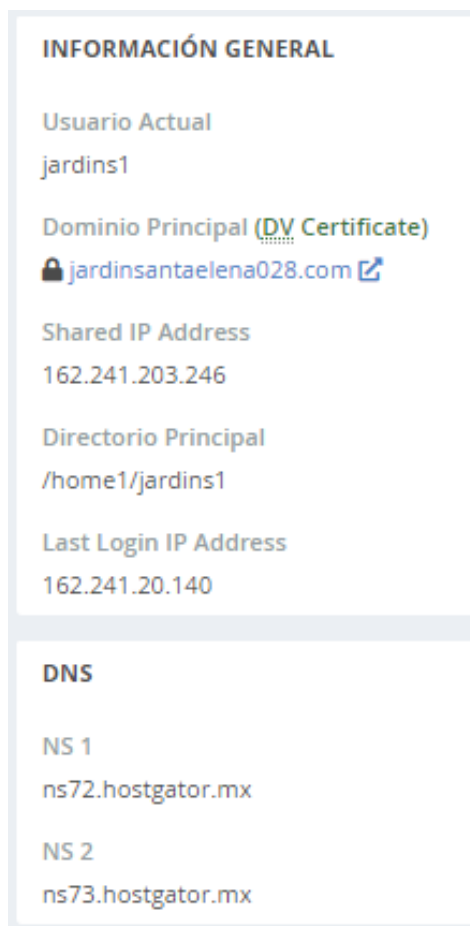 INFORMACIÓN GENERAL
Usuario Actual
jardins1
Dominio Principal (DV Certificate)
jardinsantaelena028.com
Shared IP Address
162.241.203.246
Directorio Principal
/home1/jardins1
Last Login IP Address
162.241.20.140
DNS
NS 1
ns72.hostgator.mx
NS 2
ns73.hostgator.mx